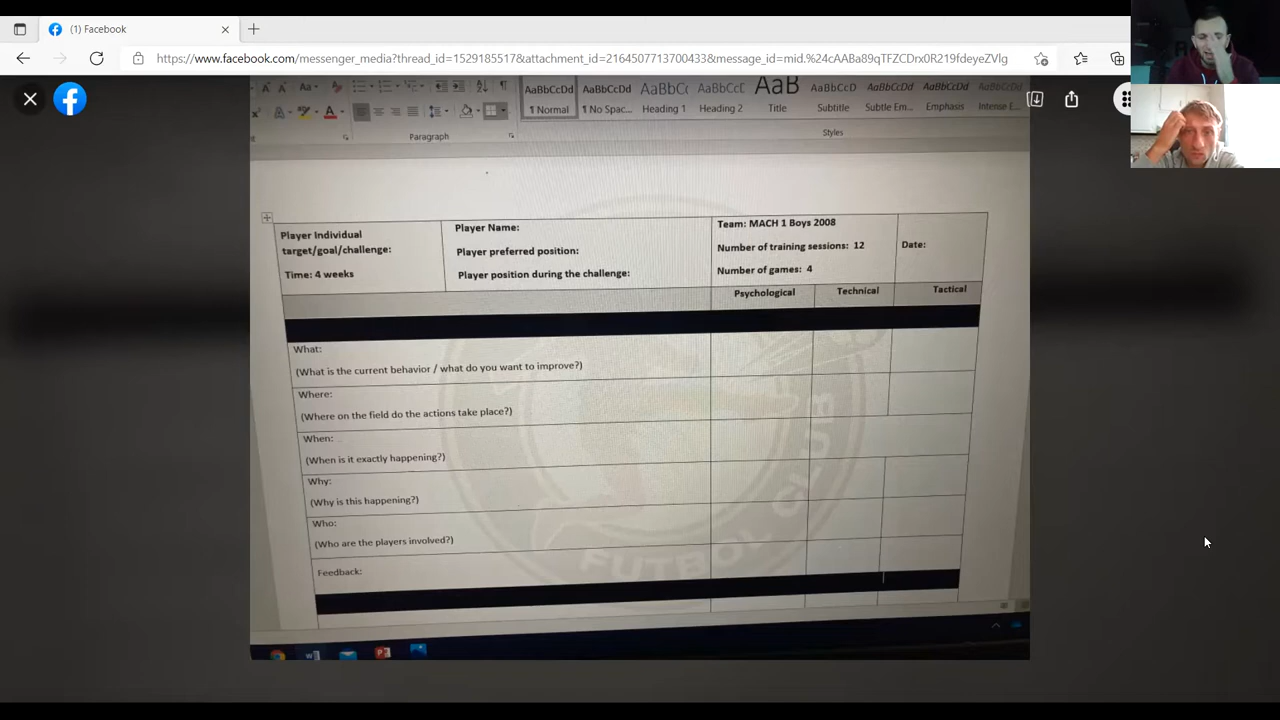 (1) Facebook
https://www.facebook.com/messenger_media?thread_id=1529185517&attachment_id=2164507713700433&message_id=mid.%24cAABa89qTFZCDrx0R219fdeyeZVlg
AaBbCcDd AaBbCcDd AaBbCc AaBbCcC AaB AaBbCcD AaBbCcDd AaBbCcDd AaBbCcDd
¶ Normal ¶ No Spac... Heading 1 Heading 2 Title Subtitle Subtle Em... Emphasis Intense E...
Paragraph Styles
Player Individual
target/goal/challenge:
Time: 4 weeks
Player Name:
Player preferred position:
Player position during the challenge:
Team: MACH 1 Boys 2008
Number of training sessions: 12
Number of games: 4
Date:
Psychological Technical Tactical
What:
(What is the current behavior / what do you want to improve?)
Where:
(Where on the field do the actions take place?)
When:
(When is it exactly happening?)
Why:
(Why is this happening?)
Who:
(Who are the players involved?)
Feedback:
FUTBOL